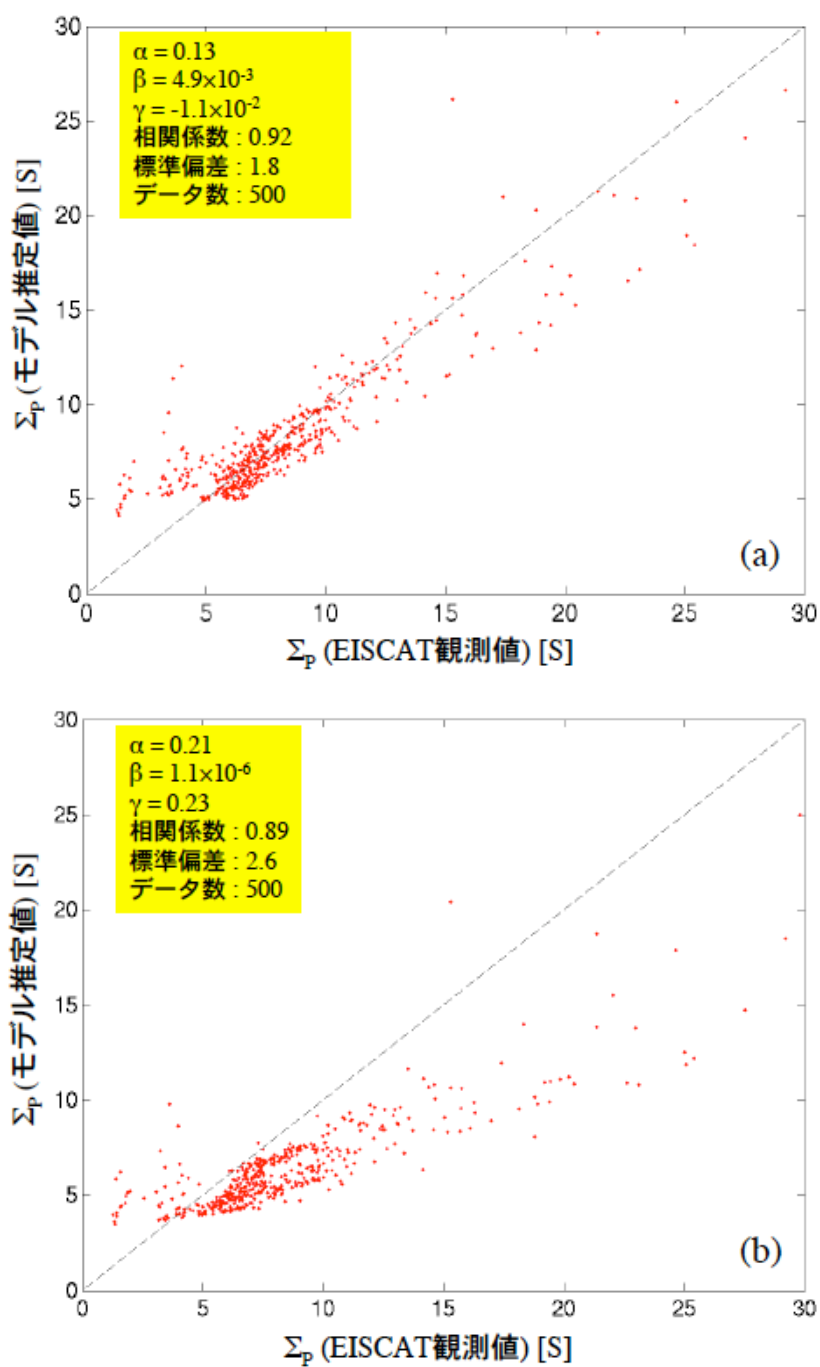 30
25
20
15
10
5
0
ΣP (モデル推定値) [S]
α = 0.13
β = 4.9×10-3
γ = -1.1×10-2
相関係数 : 0.92
標準偏差 : 1.8
データ数 : 500
(a)
0 5 10 15 20 25 30
ΣP (EISCAT観測値) [S]
30
25
20
15
10
5
0
ΣP (モデル推定値) [S]
α = 0.21
β = 1.1×10-6
γ = 0.23
相関係数 : 0.89
標準偏差 : 2.6
データ数 : 500
(b)
0 5 10 15 20 25 30
ΣP (EISCAT観測値) [S]